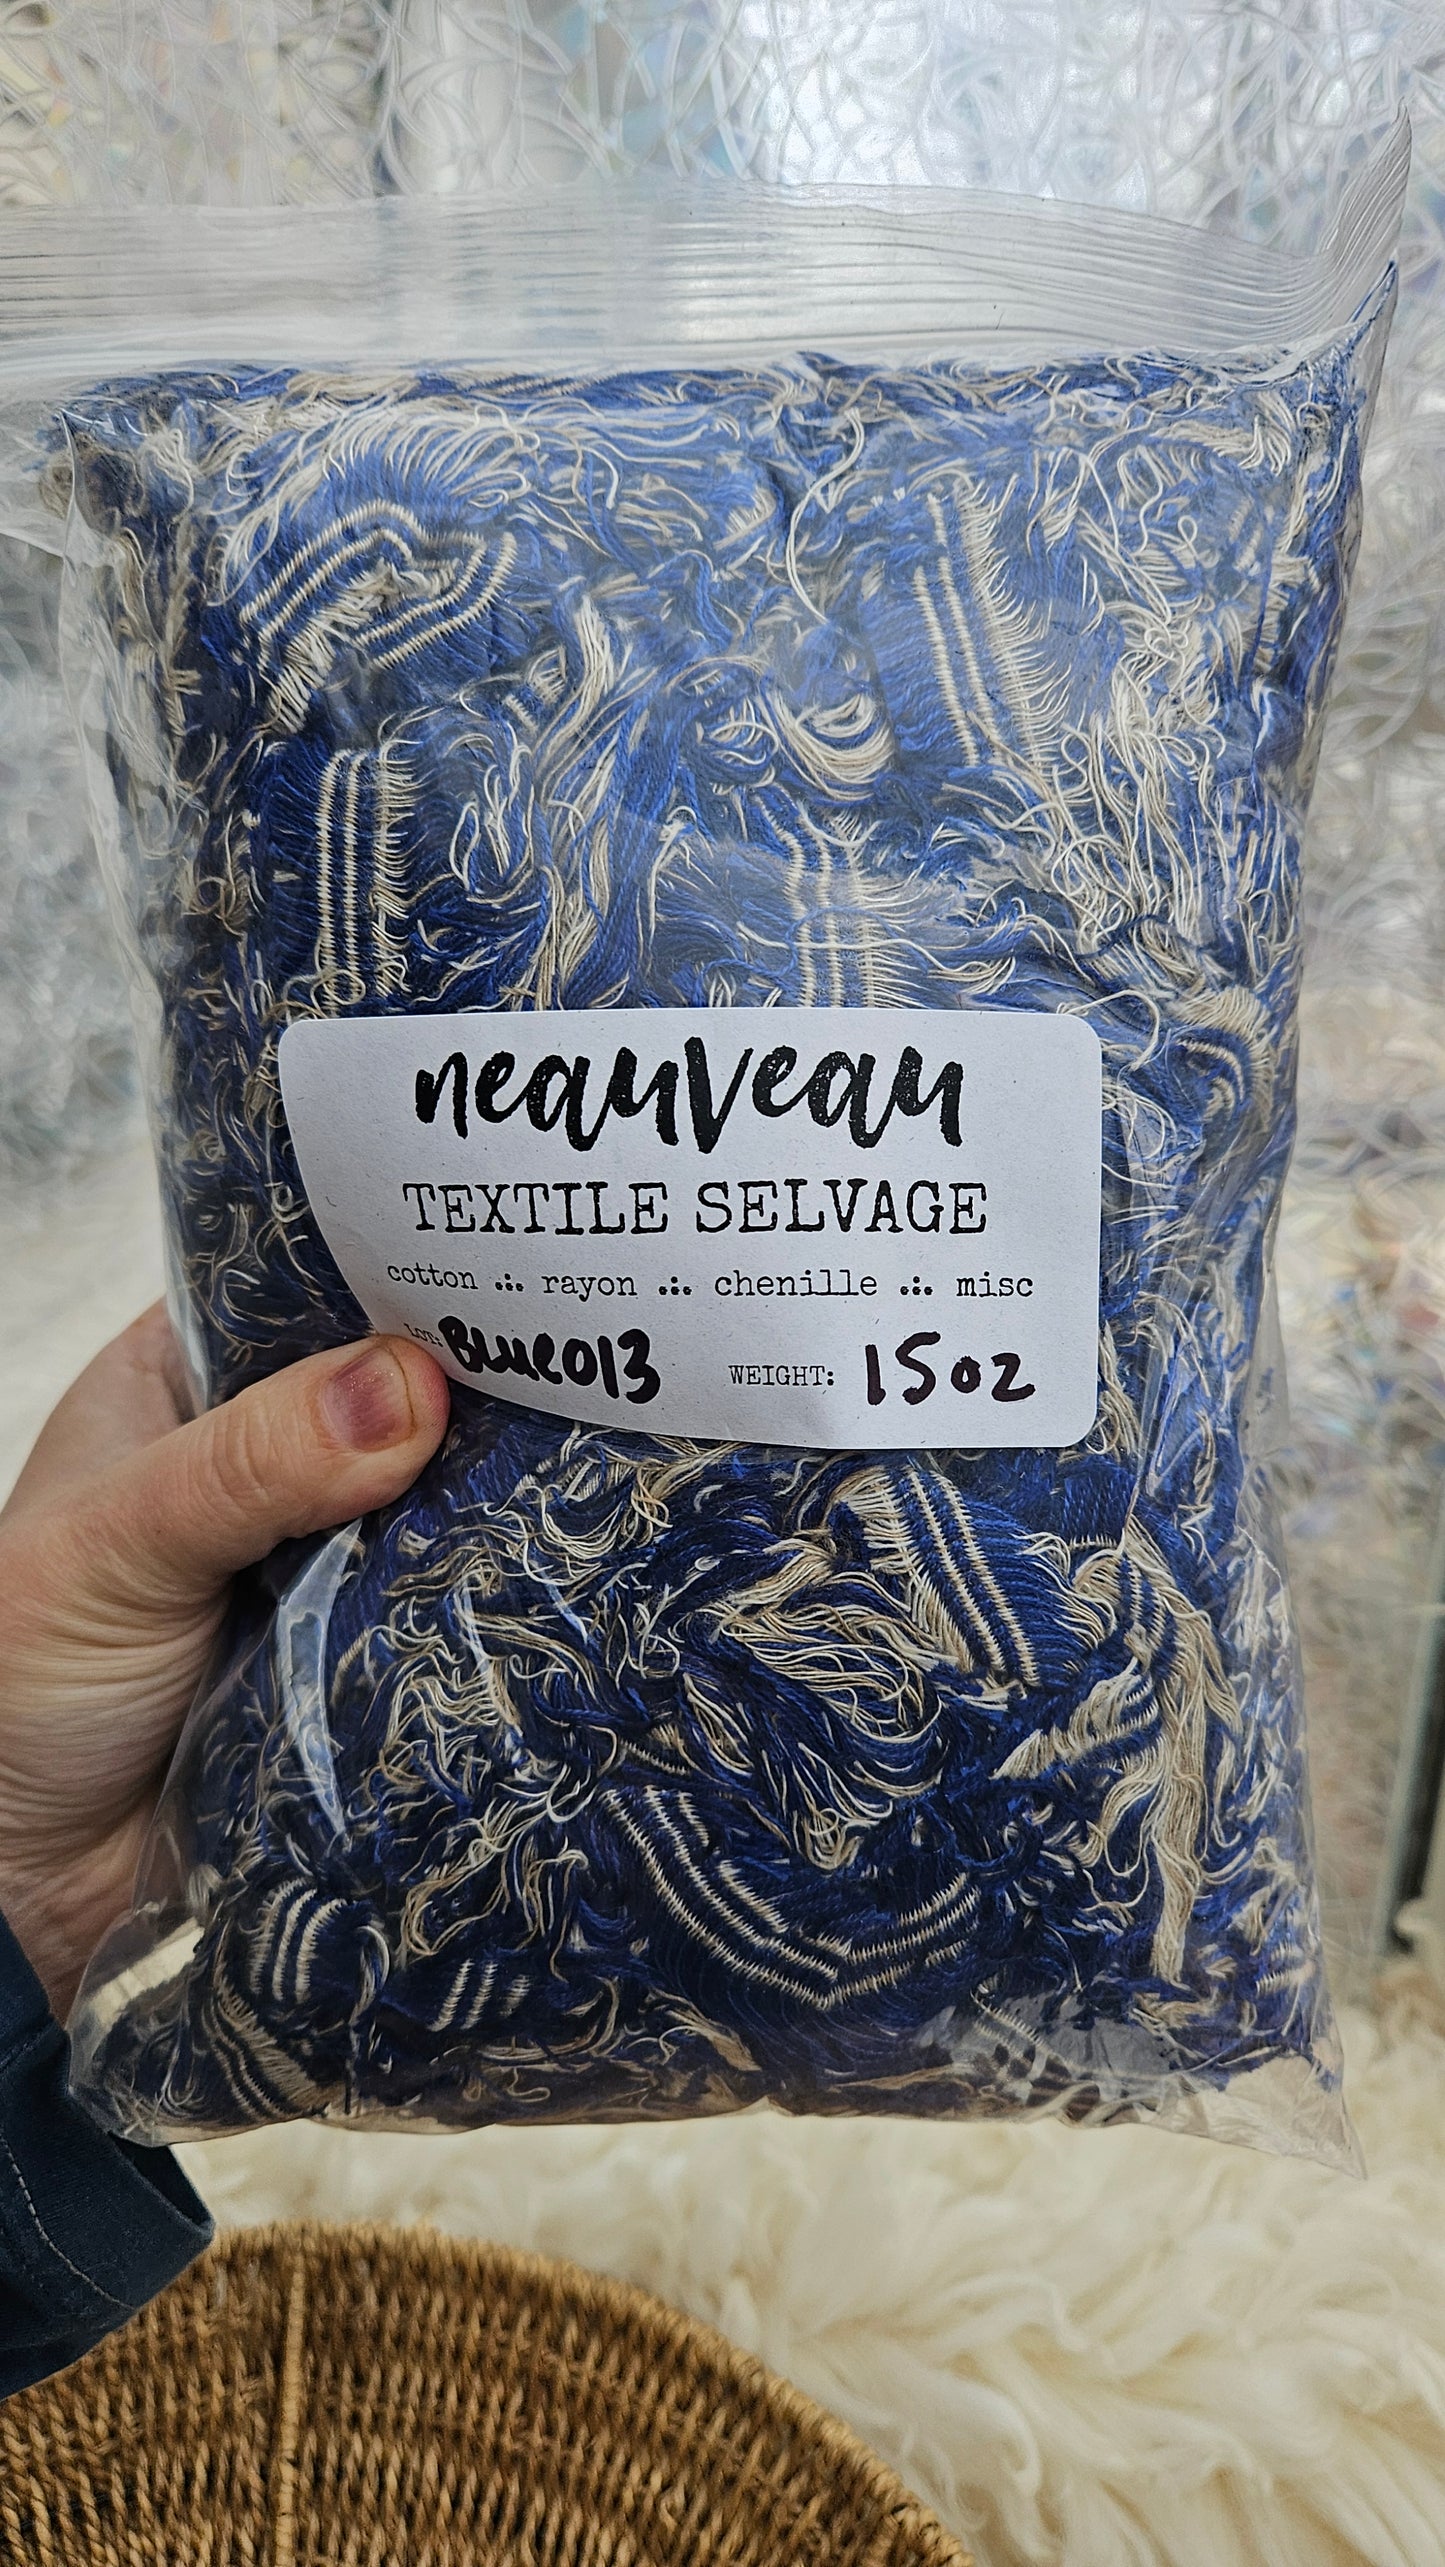 neauveau
TEXTILE SELVAGE
cotton .:. rayon .:. chenille .:. misc
LOT: BLUE013 WEIGHT: 15oz